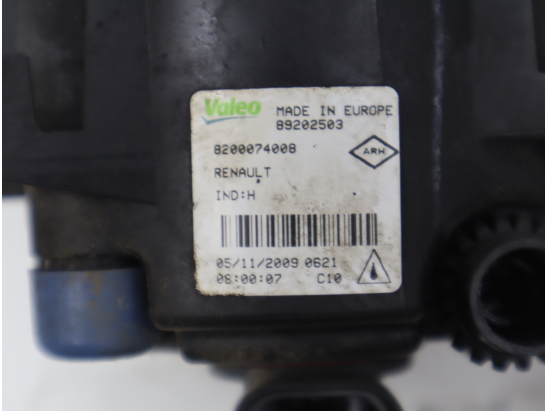 Valeo MADE IN EUROPE
89202503
8200074008
ARH
RENAULT
IND:H
05/11/2009 0621
08:00:07 C10